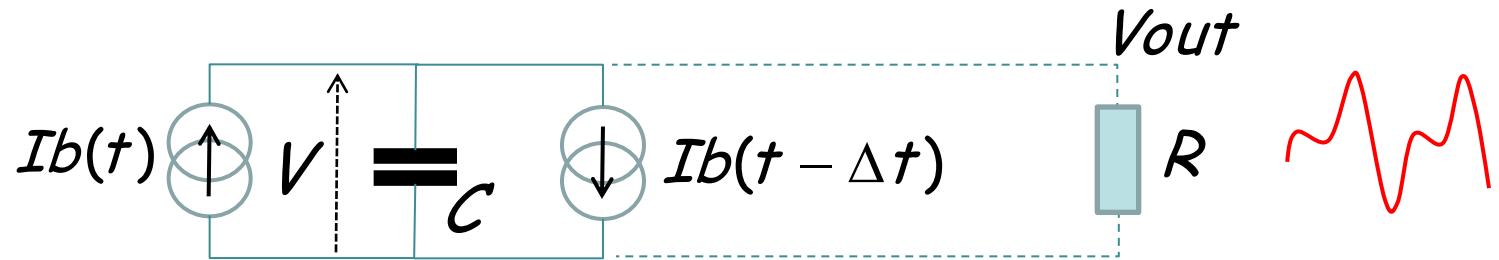 Vout
Ib(t)
V
C
Ib(t − Δt)
R